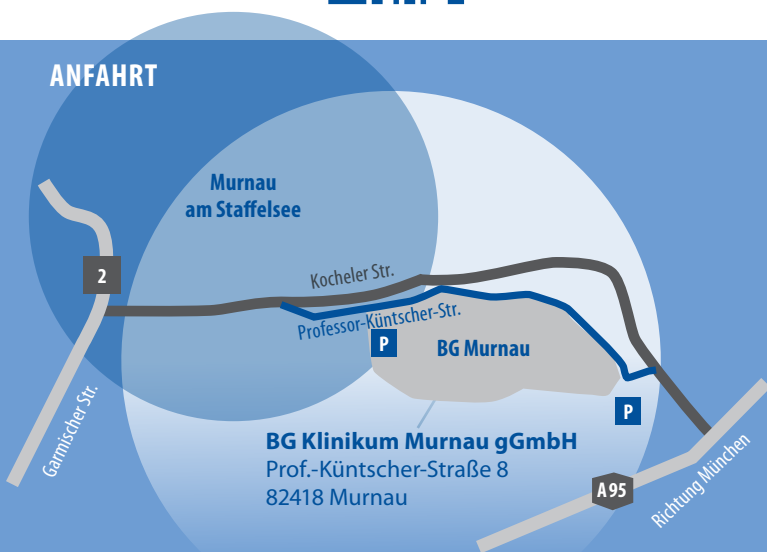 ANFAHRT
Murnau
am Staffelsee
2
Kocheler Str.
Professor-Küntscher-Str.
P
BG Murnau
P
Garmischer Str.
BG Klinikum Murnau gGmbH
Prof.-Küntscher-Straße 8
82418 Murnau
A 95
Richtung München